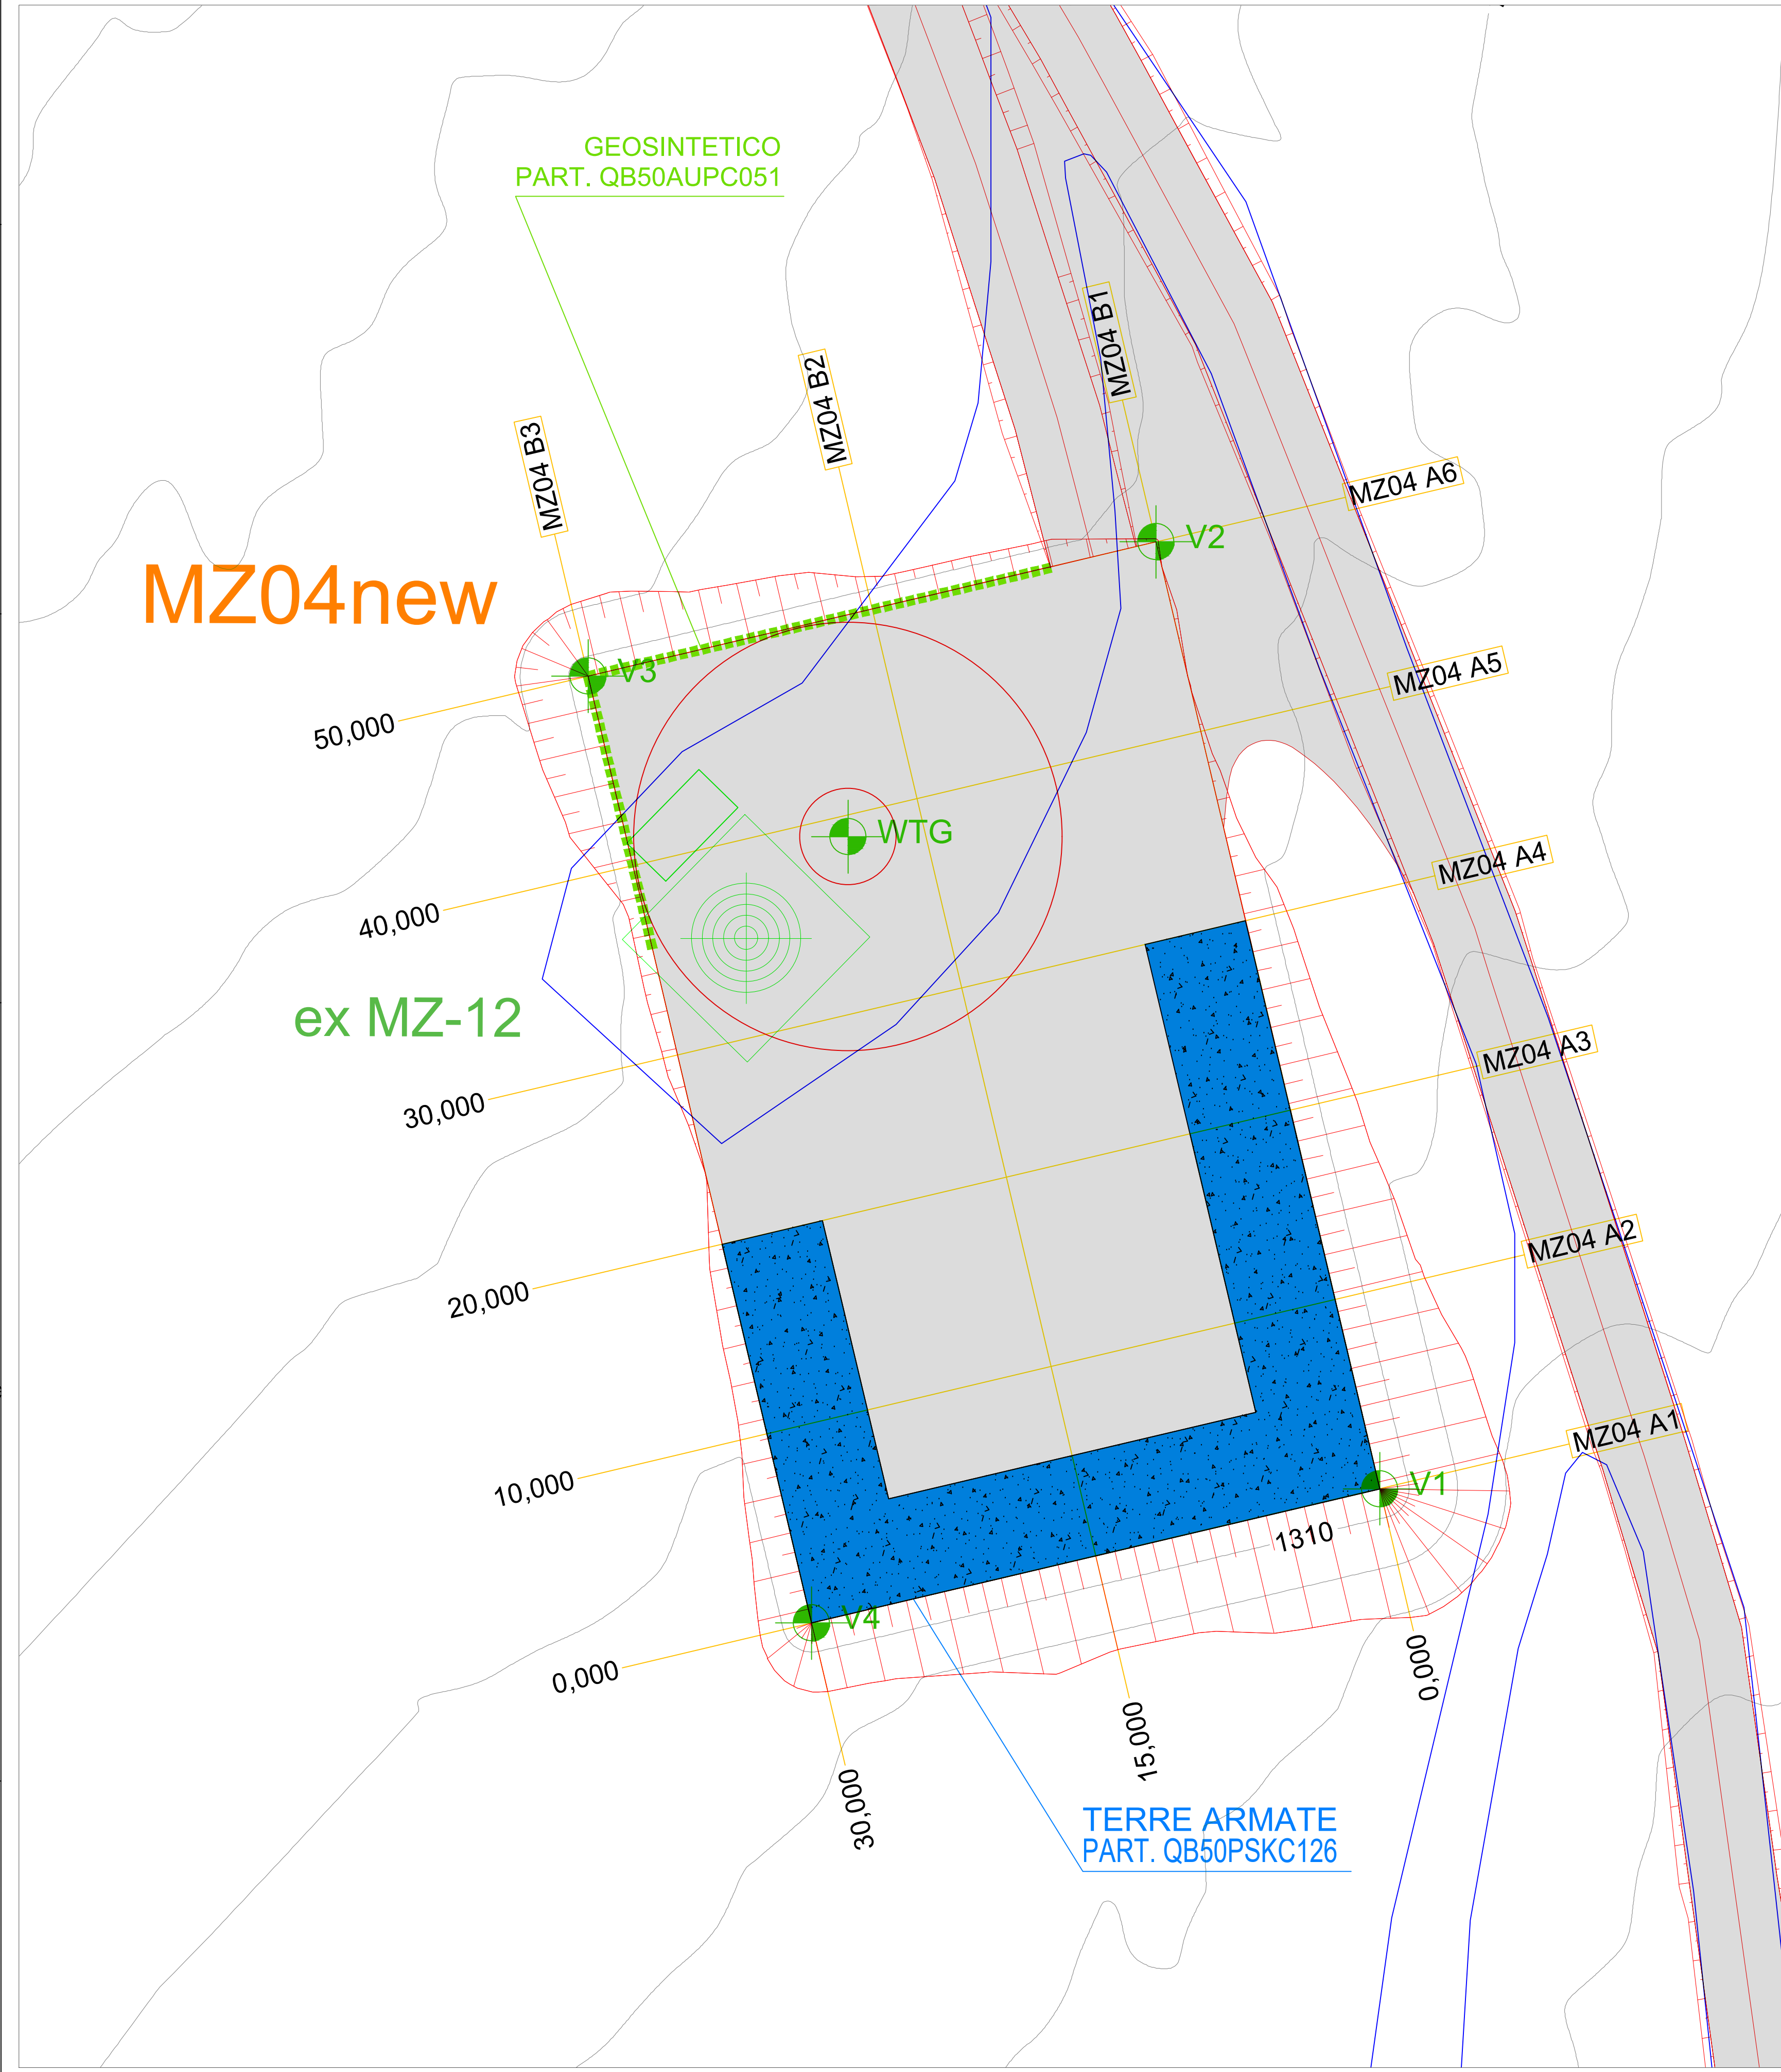 GEOSINTETICO
PART. QB50AUPC051
MZ04 B1
MZ04 B2
MZ04 B3
MZ04 A6
V2
MZ04new
V3
MZ04 A5
50,000
WTG
MZ04 A4
40,000
ex MZ-12
MZ04 A3
30,000
MZ04 A2
20,000
MZ04 A1
10,000
V1
1310
V4
0,000
0,000
15,000
30,000
TERRE ARMATE
PART. QB50PSKC126